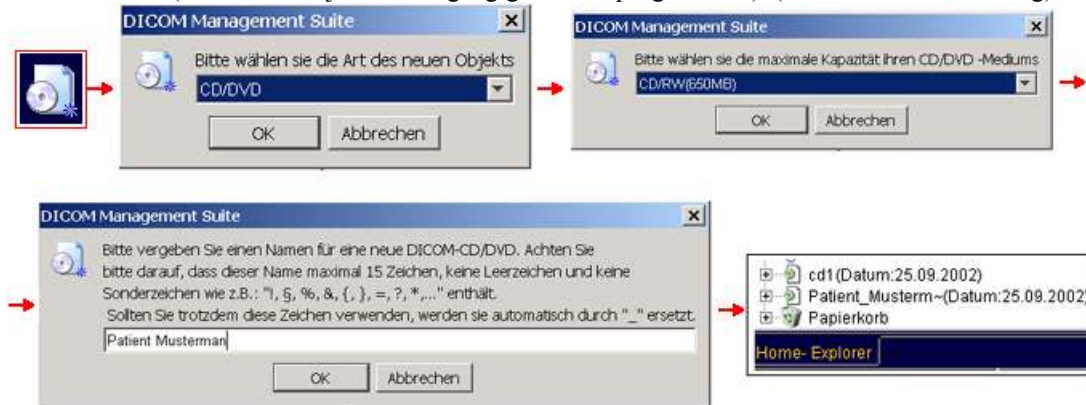 DICOM Management Suite
Bitte wählen sie die Art des neuen Objekts
CD/DVD
OK Abbrechen
DICOM Management Suite
Bitte wählen sie die maximale Kapazität ihren CD/DVD -Mediums
CD/RW(650MB)
OK Abbrechen
DICOM Management Suite
Bitte vergeben Sie einen Namen für eine neue DICOM-CD/DVD. Achten Sie
bitte darauf, dass dieser Name maximal 15 Zeichen, keine Leerzeichen und keine
Sonderzeichen wie z.B.: "!, §, %, &, {, }, =, ?, *,..." enthält.
Sollten Sie trotzdem diese Zeichen verwenden, werden sie automatisch durch "_" ersetzt.
Patient Musterman
OK Abbrechen
cd1(Datum:25.09.2002)
Patient_Musterm~(Datum:25.09.2002)
Papierkorb
Home- Explorer